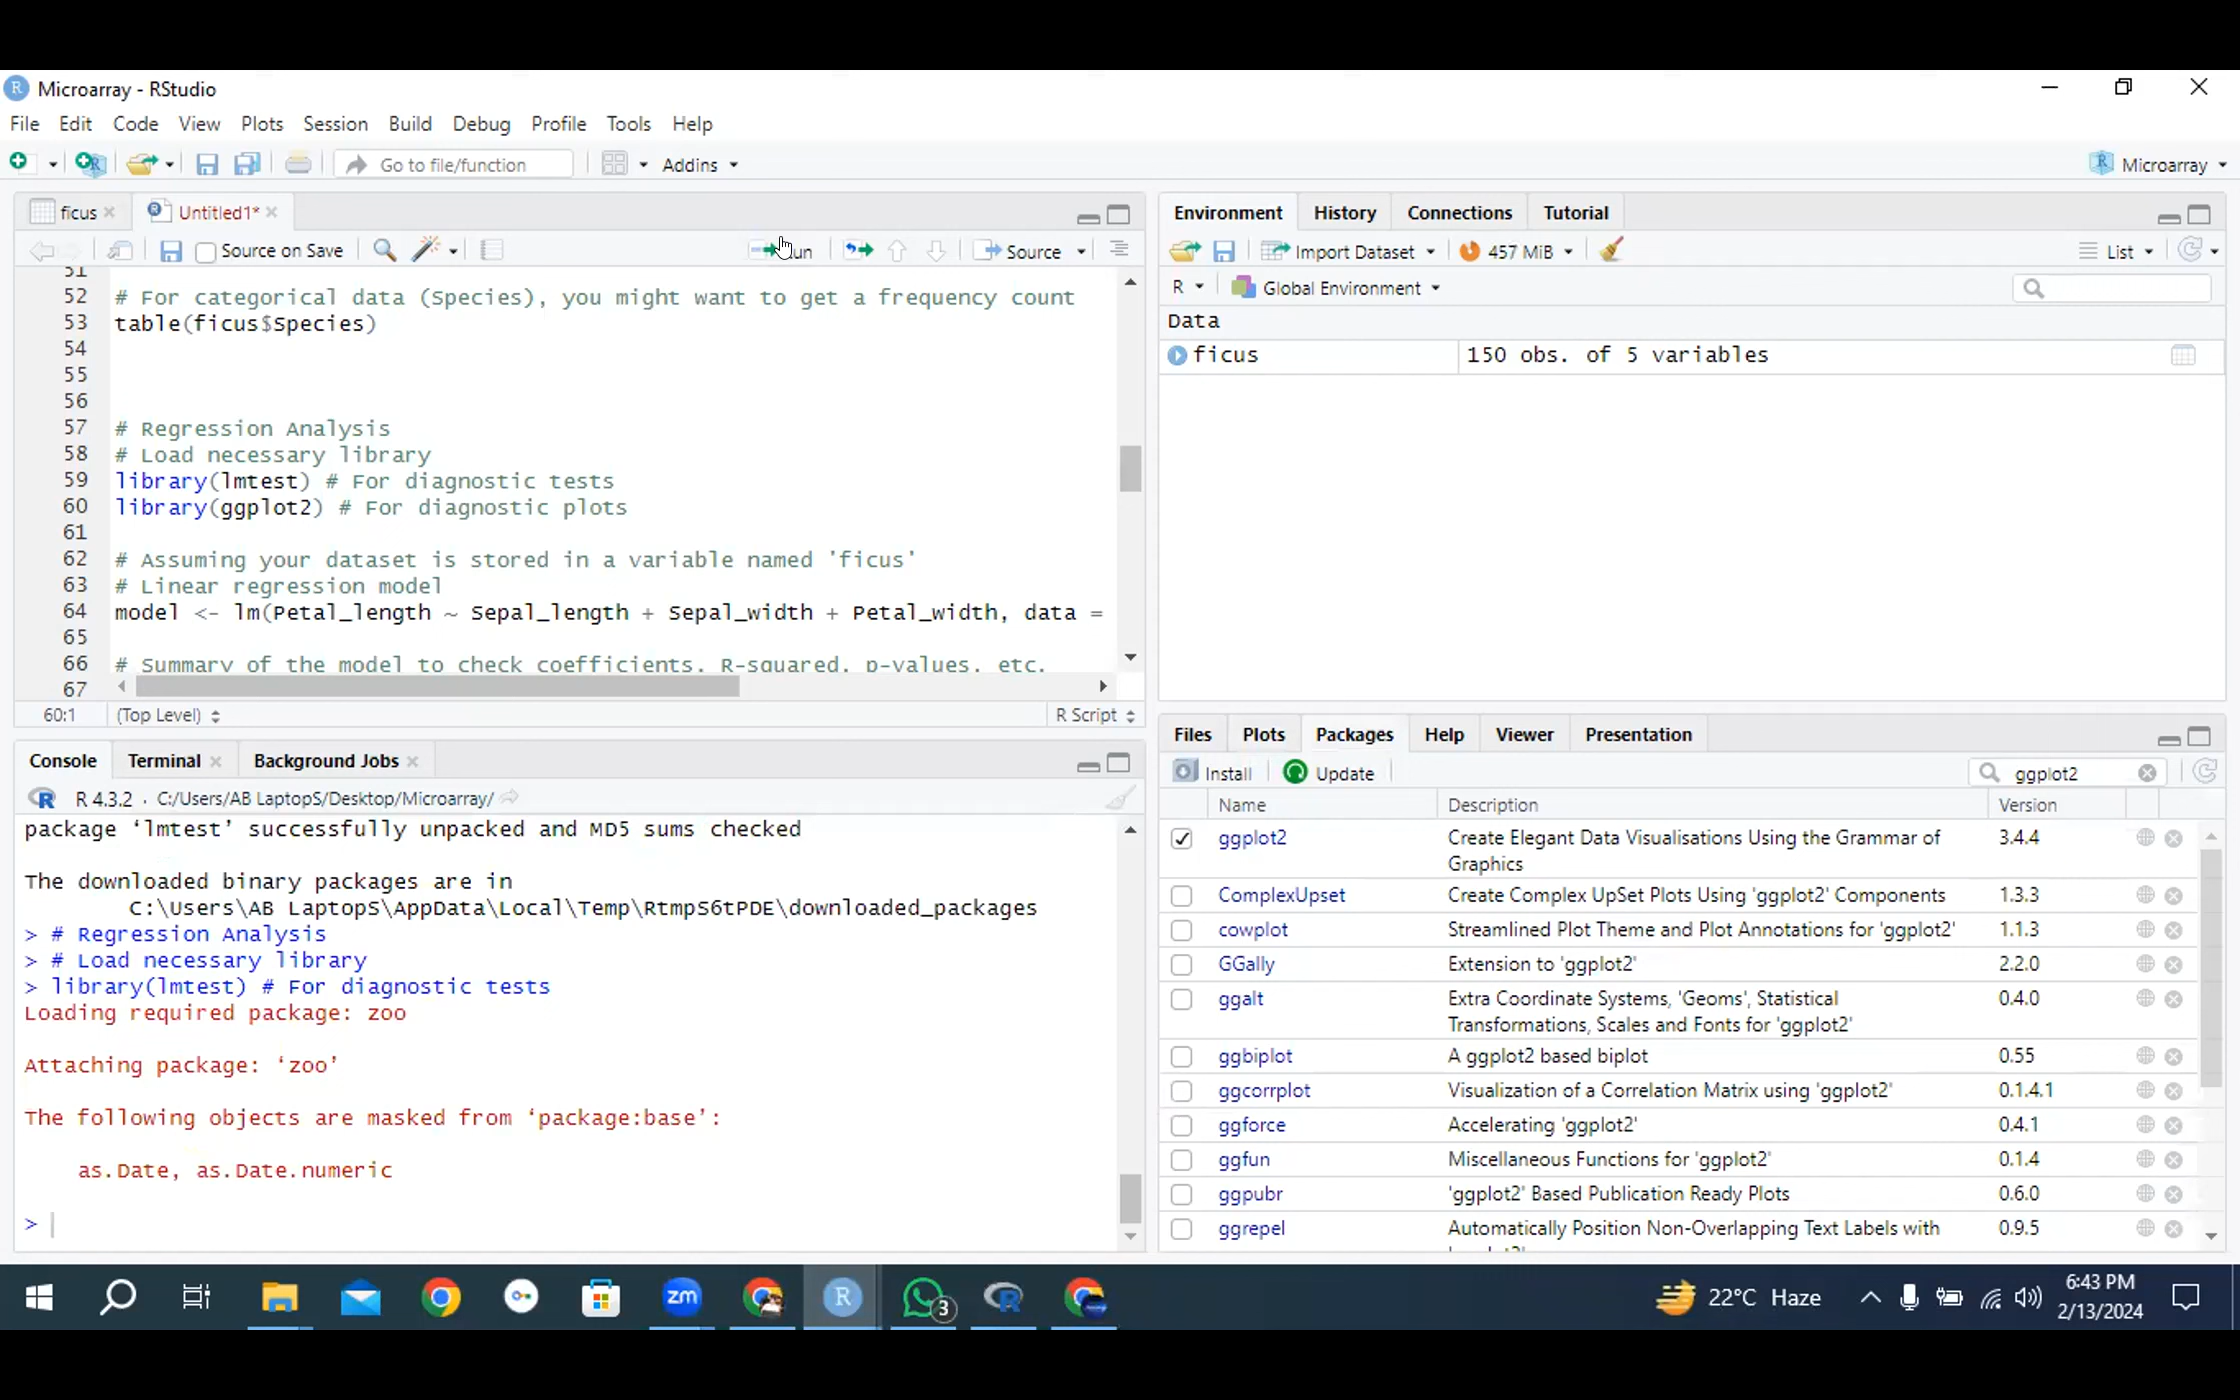 Microarray - RStudio
File Edit Code View Plots Session Build Debug Profile Tools Help
Go to file/function Addins Microarray
ficus Untitled1*
Source on Save Source
51
52 # For categorical data (Species), you might want to get a frequency count
53 table(ficus$Species)
54
55
56
57 # Regression Analysis
58 # Load necessary library
59 library(lmtest) # For diagnostic tests
60 library(ggplot2) # For diagnostic plots
61
62 # Assuming your dataset is stored in a variable named 'ficus'
63 # Linear regression model
64 model <- lm(Petal_length ~ Sepal_length + Sepal_width + Petal_width, data =
65
66 # Summary of the model to check coefficients, R-squared, p-values, etc.
67
60:1 (Top Level) R Script
Console Terminal Background Jobs
R 4.3.2 · C:/Users/AB LaptopS/Desktop/Microarray/
package ‘lmtest’ successfully unpacked and MD5 sums checked
The downloaded binary packages are in
C:\Users\AB LaptopS\AppData\Local\Temp\RtmpS6tPDE\downloaded_packages
> # Regression Analysis
> # Load necessary library
> library(lmtest) # For diagnostic tests
Loading required package: zoo
Attaching package: ‘zoo’
The following objects are masked from ‘package:base’:
as.Date, as.Date.numeric
>
Environment History Connections Tutorial
Import Dataset 457 MiB List
R Global Environment
Data
ficus 150 obs. of 5 variables
Files Plots Packages Help Viewer Presentation
Install Update ggplot2
Name Description Version
ggplot2 Create Elegant Data Visualisations Using the Grammar of 3.4.4
Graphics
ComplexUpset Create Complex UpSet Plots Using 'ggplot2' Components 1.3.3
cowplot Streamlined Plot Theme and Plot Annotations for 'ggplot2' 1.1.3
GGally Extension to 'ggplot2' 2.2.0
ggalt Extra Coordinate Systems, 'Geoms', Statistical 0.4.0
Transformations, Scales and Fonts for 'ggplot2'
ggbiplot A ggplot2 based biplot 0.55
ggcorrplot Visualization of a Correlation Matrix using 'ggplot2' 0.1.4.1
ggforce Accelerating 'ggplot2' 0.4.1
ggfun Miscellaneous Functions for 'ggplot2' 0.1.4
ggpubr 'ggplot2' Based Publication Ready Plots 0.6.0
ggrepel Automatically Position Non-Overlapping Text Labels with 0.9.5
zm R 3 22°C Haze 6:43 PM
2/13/2024